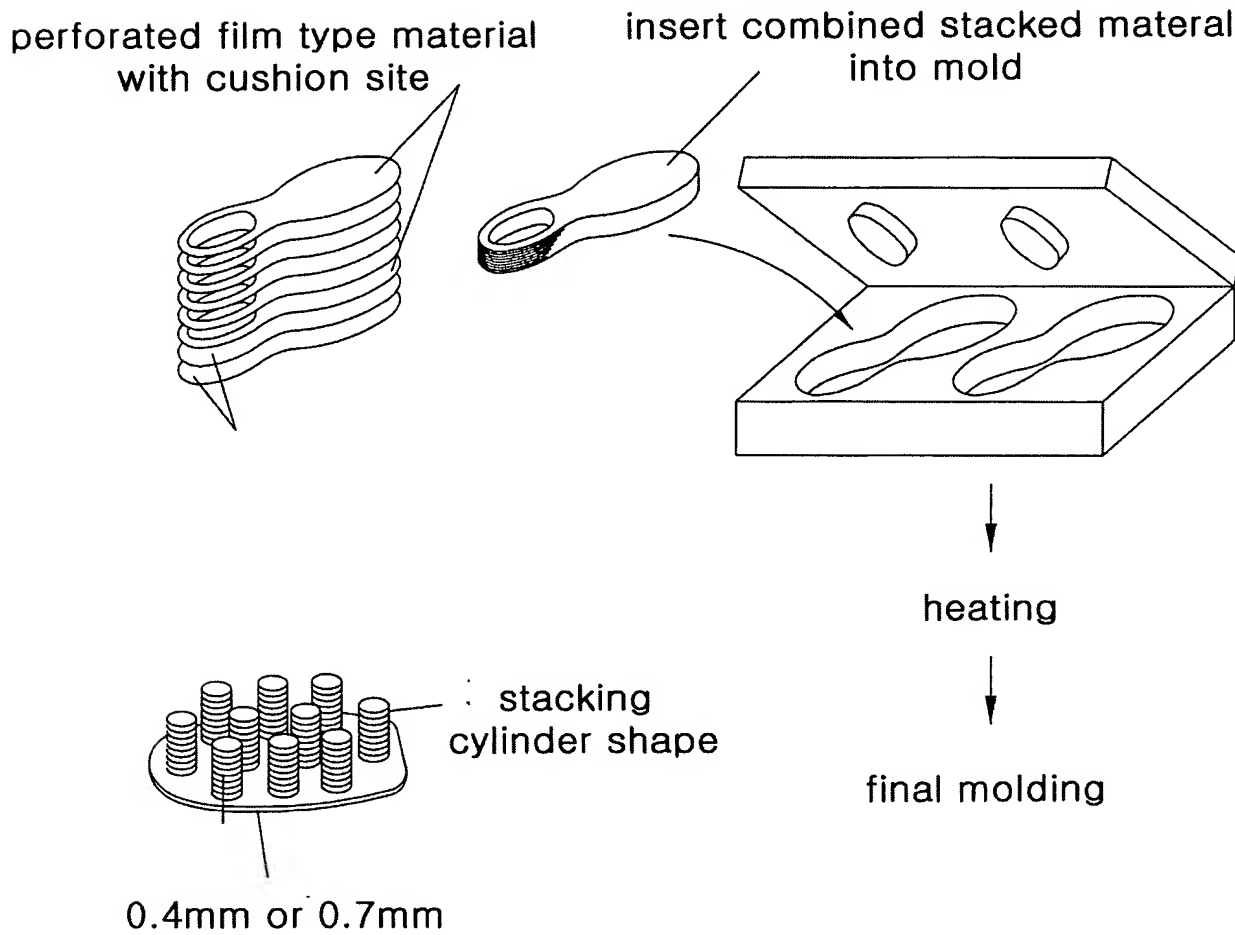 perforated film type material
with cushion site
insert combined stacked materal
into mold
heating
stacking
cylinder shape
final molding
0.4mm or 0.7mm